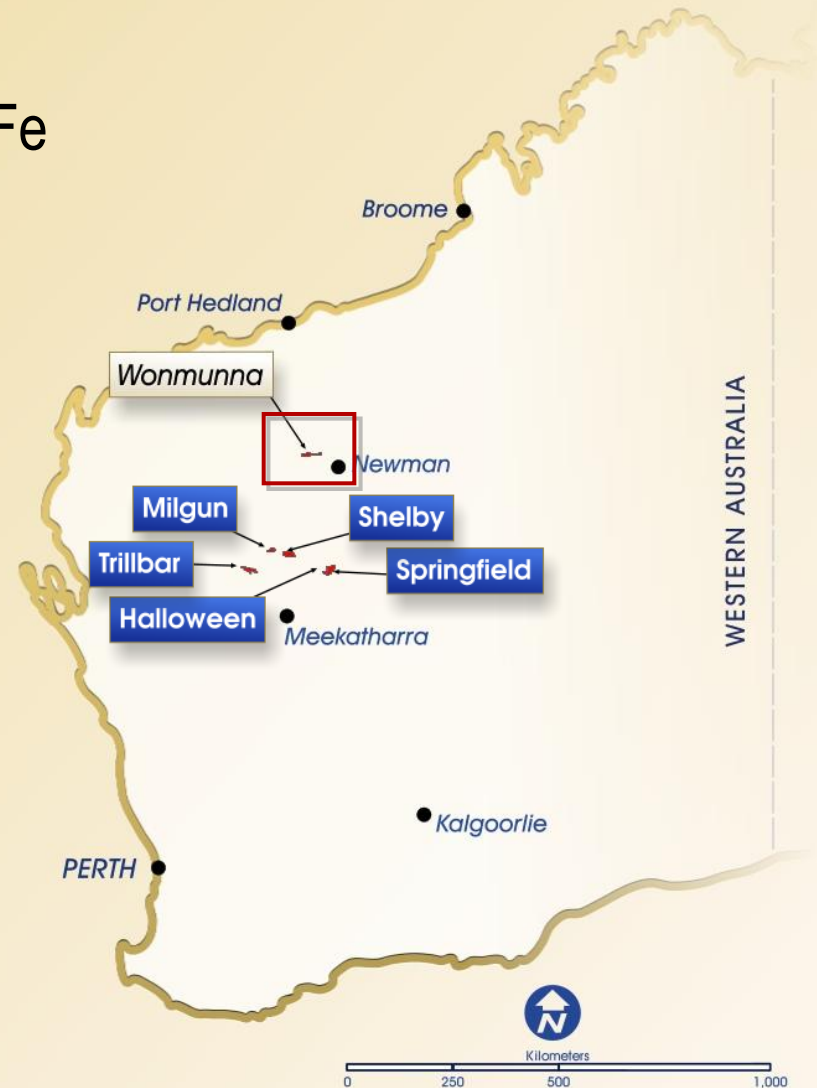 Fe
Broome
Port Hedland
Wonmunna
Newman
Milgun
Shelby
Trillbar
Springfield
Halloween
Meekatharra
WESTERN AUSTRALIA
Kalgoorlie
PERTH
N
Kilometers
0 250 500 1,000